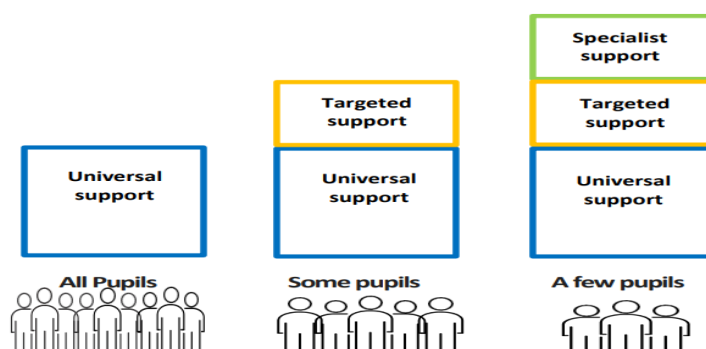 Specialist
support
Targeted
support
Targeted
support
Universal
support
Universal
support
Universal
support
All Pupils
Some pupils
A few pupils